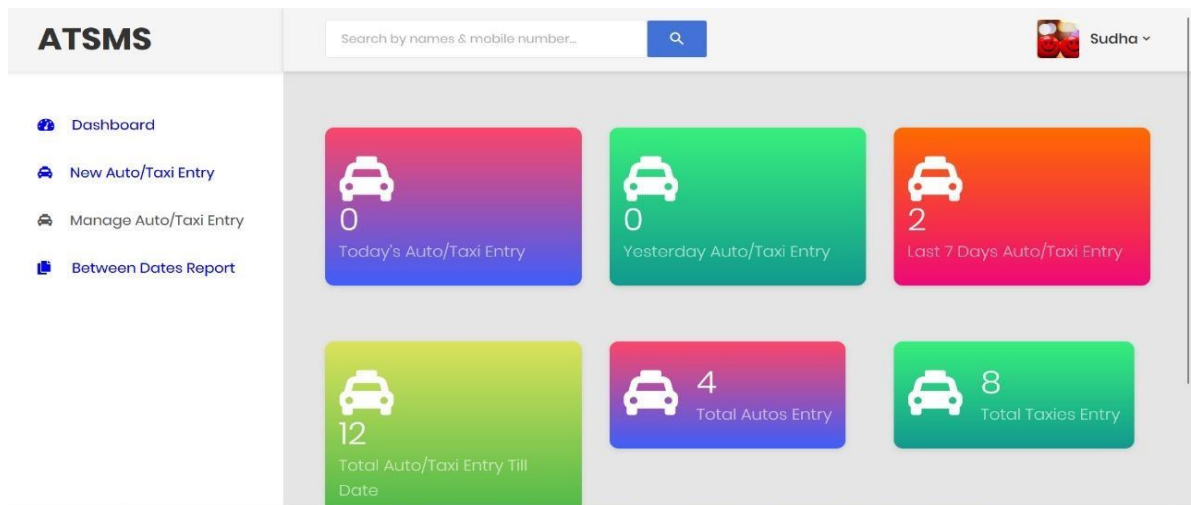 ATSMS
Search by names & mobile number...
Sudha
Dashboard
New Auto/Taxi Entry
Manage Auto/Taxi Entry
Between Dates Report
0
Today's Auto/Taxi Entry
0
Yesterday Auto/Taxi Entry
2
Last 7 Days Auto/Taxi Entry
12
Total Auto/Taxi Entry Till
Date
4
Total Autos Entry
8
Total Taxies Entry